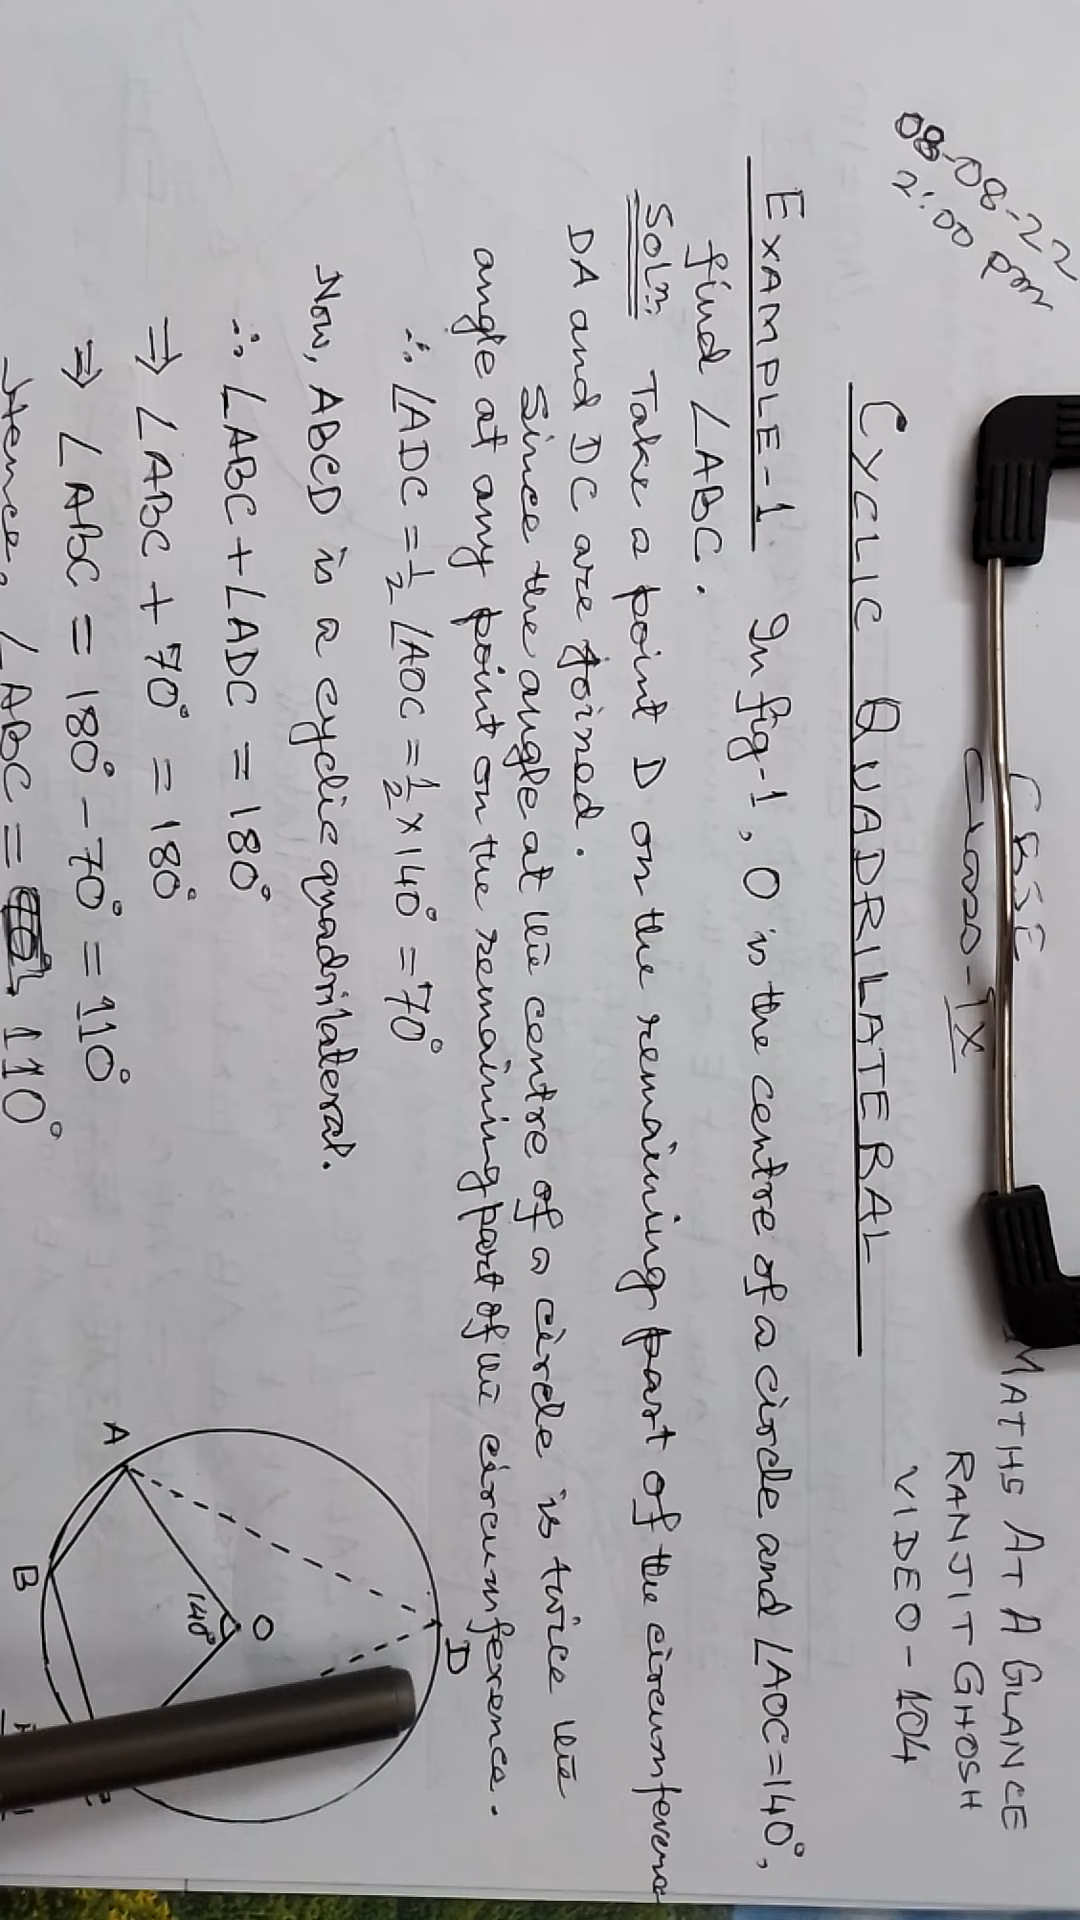 08-08-22
2:00 pm
CBSE
Class-IX
MATHS AT A GLANCE
RANJIT GHOSH
VIDEO-104
CYCLIC QUADRILATERAL
EXAMPLE-1. In fig-1, O is the centre of a circle and ∠AOC=140°,
find ∠ABC.
Soln: Take a point D on the remaining part of the circumference
DA and DC are joined.
Since the angle at the centre of a circle is twice the
angle at any point on the remaining part of the circumference.
∴ ∠ADC = 1/2 ∠AOC = 1/2 × 140° = 70°
Now, ABCD is a cyclic quadrilateral.
∴ ∠ABC + ∠ADC = 180°
⇒ ∠ABC + 70° = 180°
⇒ ∠ABC = 180° - 70° = 110°
Hence, ∠ABC = 110°
D
O
140°
A
B